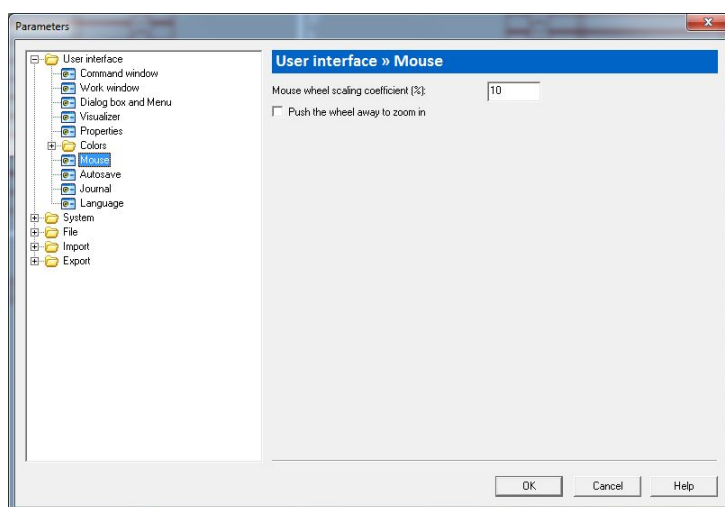 Parameters
User interface
Command window
Work window
Dialog box and Menu
Visualizer
Properties
Colors
Mouse
Autosave
Journal
Language
System
File
Import
Export
User interface » Mouse
Mouse wheel scaling coefficient (%): 10
Push the wheel away to zoom in
OK Cancel Help